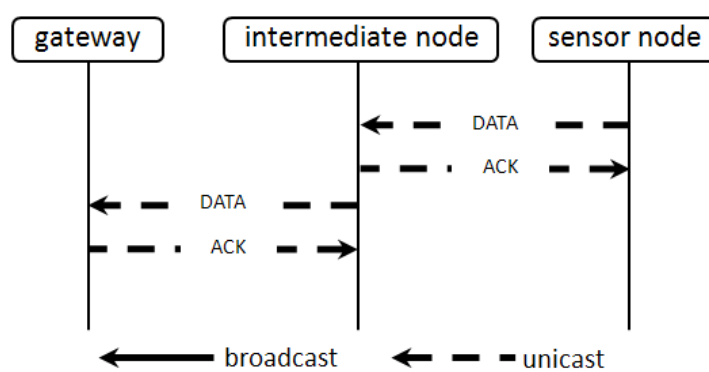 gateway
intermediate node
sensor node
DATA
ACK
DATA
ACK
broadcast
unicast